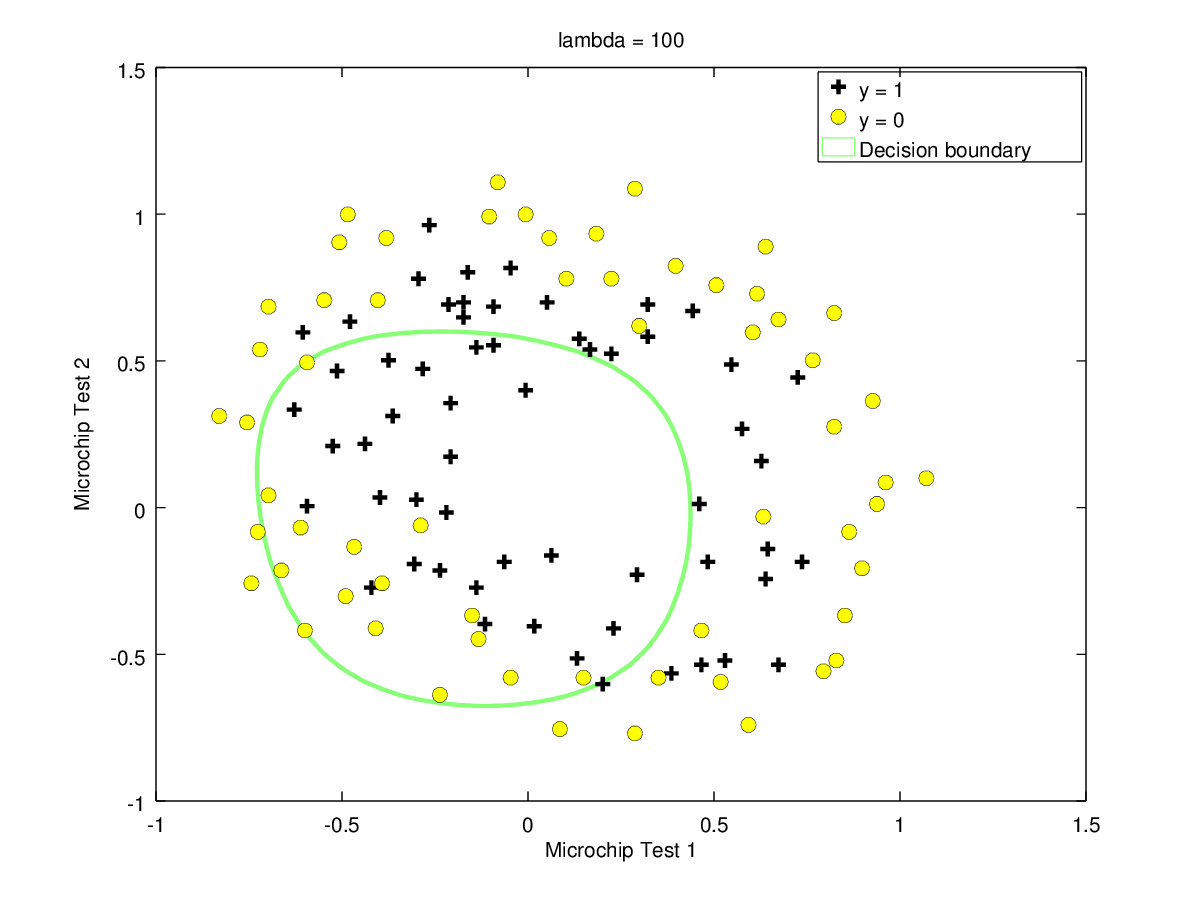 lambda = 100
1.5
1
0.5
0
-0.5
-1
-1
-0.5
0
0.5
1
1.5
Microchip Test 1
Microchip Test 2
y = 1
y = 0
Decision boundary